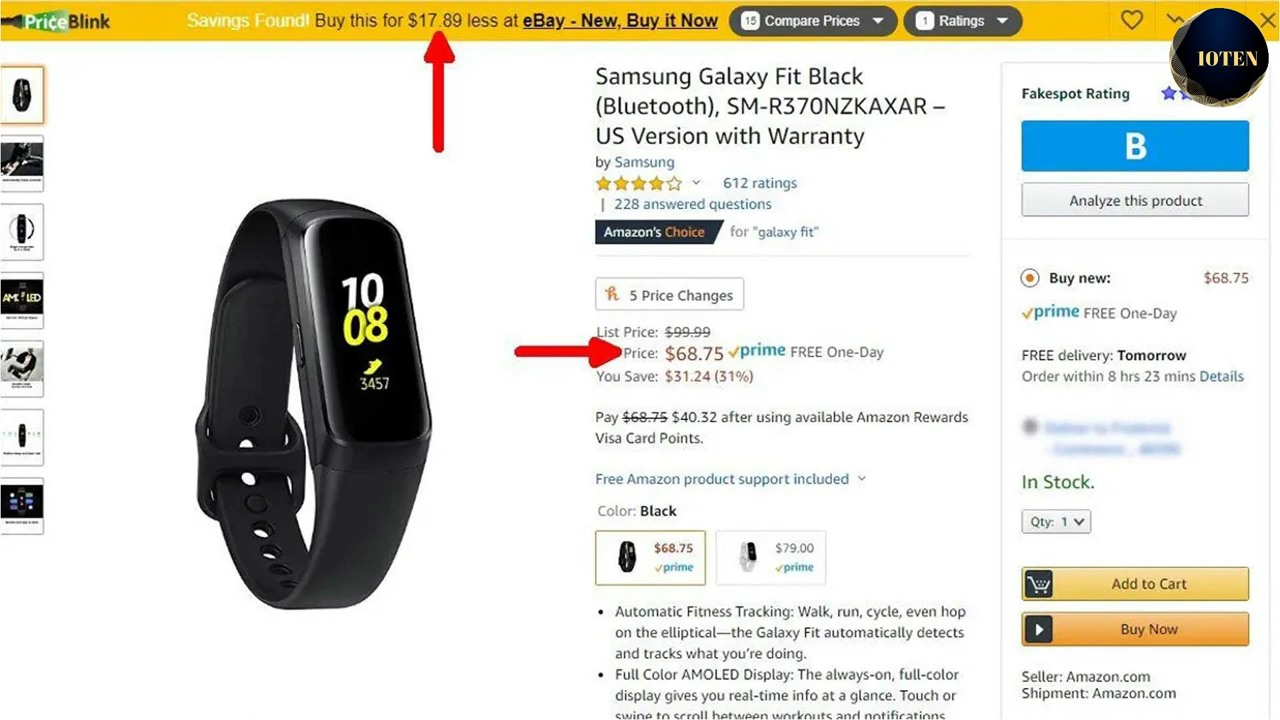 PriceBlink
Savings Found! Buy this for $17.89 less at eBay - New, Buy it Now
15 Compare Prices
1 Ratings
10TEN
Samsung Galaxy Fit Black
(Bluetooth), SM-R370NZKAXAR –
US Version with Warranty
by Samsung
612 ratings
| 228 answered questions
Amazon's Choice for "galaxy fit"
5 Price Changes
List Price: $99.99
Price: $68.75 prime FREE One-Day
You Save: $31.24 (31%)
Pay $68.75 $40.32 after using available Amazon Rewards
Visa Card Points.
Free Amazon product support included
Color: Black
$68.75
prime
$79.00
prime
Automatic Fitness Tracking: Walk, run, cycle, even hop
on the elliptical—the Galaxy Fit automatically detects
and tracks what you're doing.
Full Color AMOLED Display: The always-on, full-color
display gives you real-time info at a glance. Touch or
swipe to scroll between workouts and notifications
10
08
3457
AMOLED
Fakespot Rating
B
Analyze this product
Buy new: $68.75
prime FREE One-Day
FREE delivery: Tomorrow
Order within 8 hrs 23 mins Details
In Stock.
Qty: 1
Add to Cart
Buy Now
Seller: Amazon.com
Shipment: Amazon.com